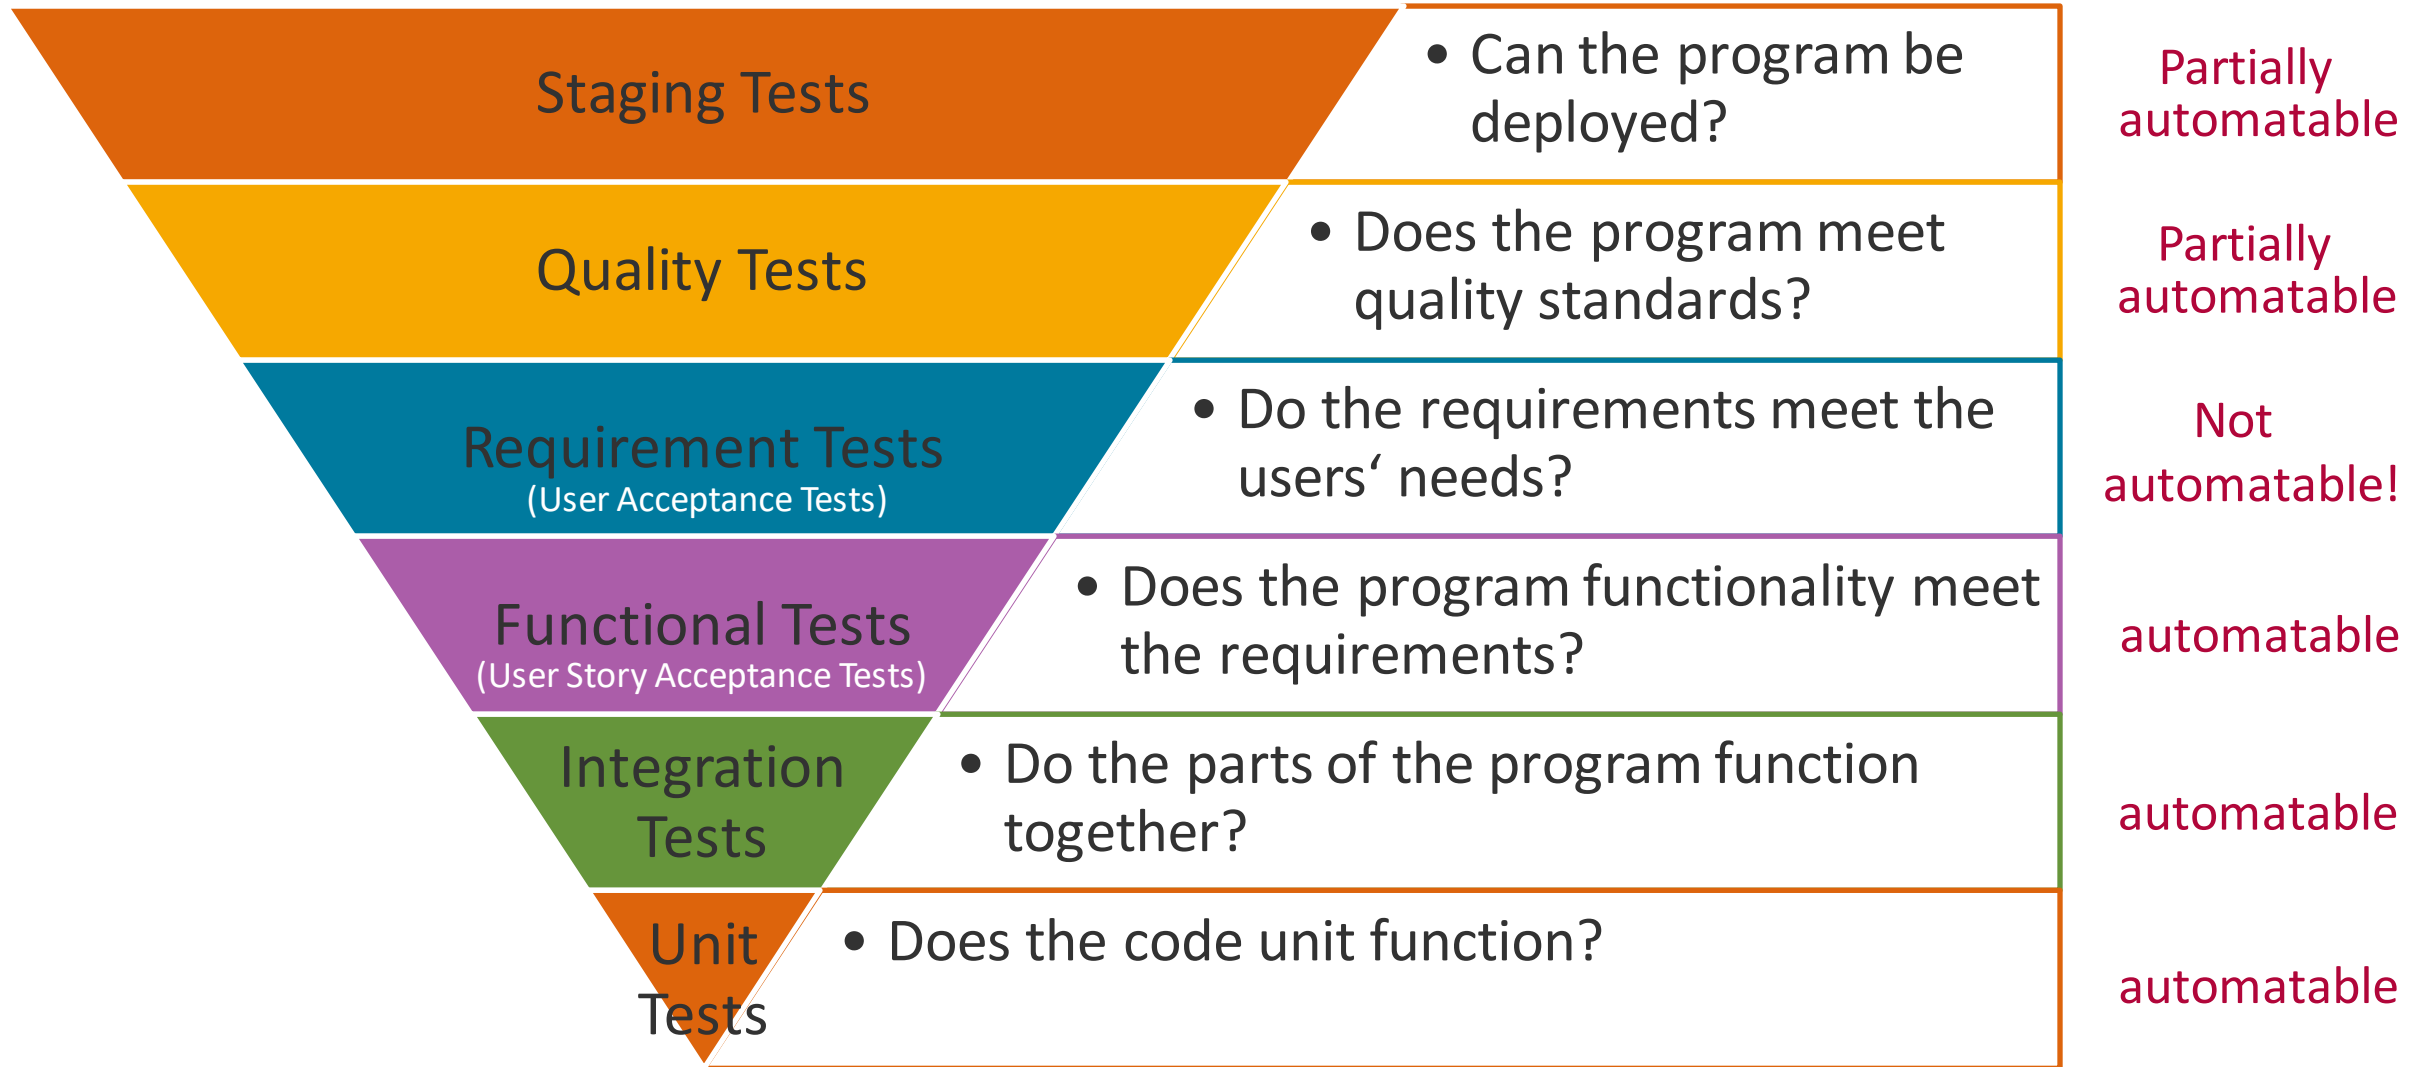 Staging Tests
• Can the program be
deployed?
Partially
automatable
Quality Tests
• Does the program meet
quality standards?
Partially
automatable
Requirement Tests
(User Acceptance Tests)
• Do the requirements meet the
users‘ needs?
Not
automatable!
Functional Tests
(User Story Acceptance Tests)
• Does the program functionality meet
the requirements?
automatable
Integration
Tests
• Do the parts of the program function
together?
automatable
Unit
Tests
• Does the code unit function?
automatable